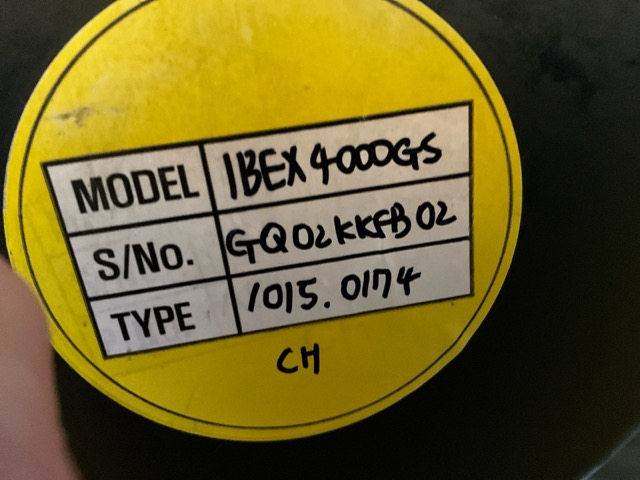 MODEL IBEX 4000GS
S/No. GQ02KKFB02
TYPE 1015.0174
CH